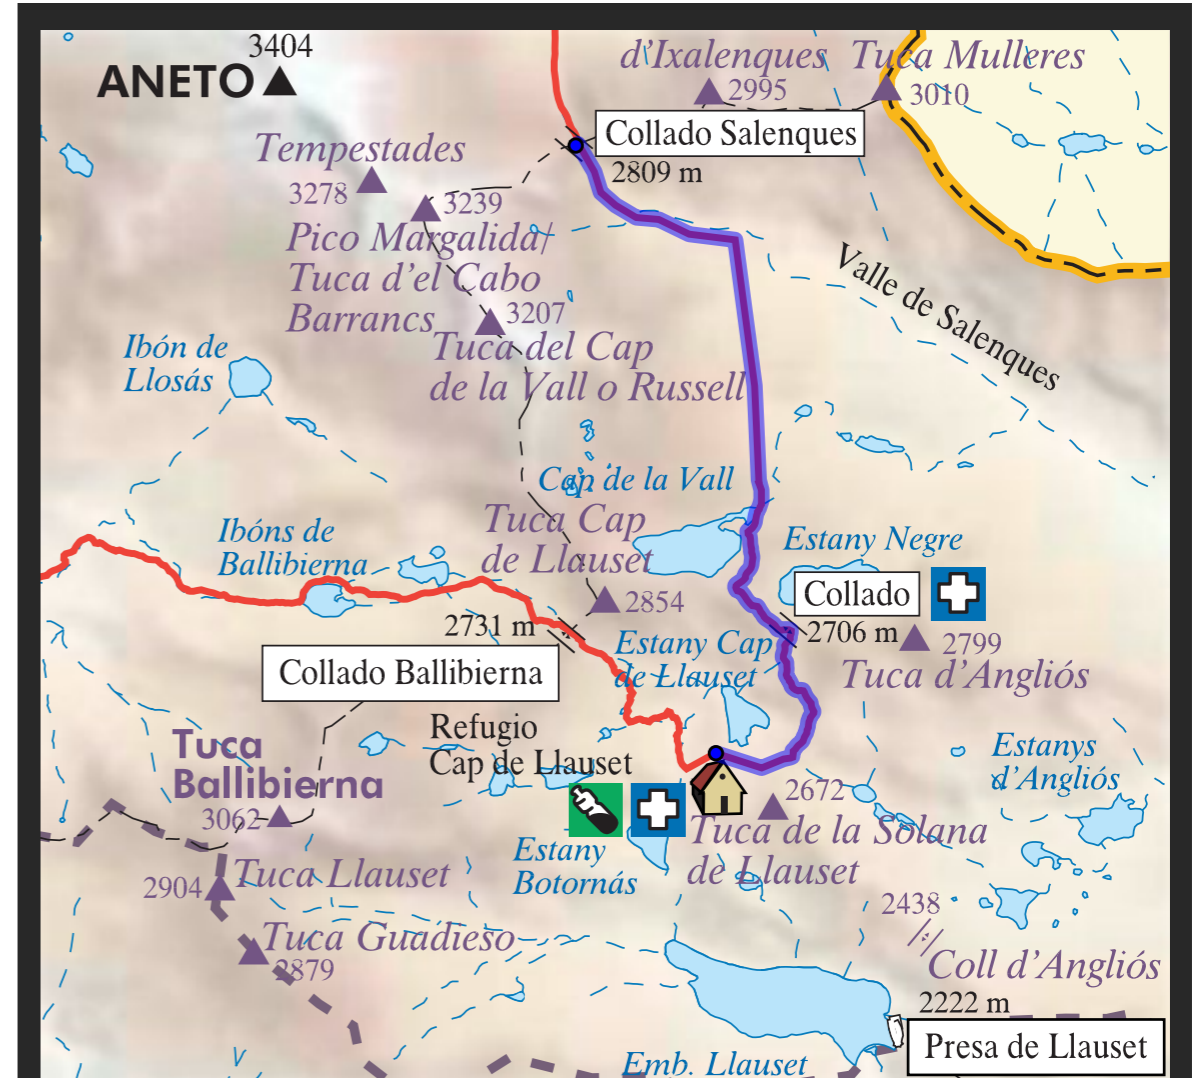 3404
ANETO
d'Ixalenques
2995
Tuca Mulleres
3010
Collado Salenques
2809 m
Tempestades
3278
3239
Pico Margalida/
Tuca d'el Cabo
Barrancs
3207
Tuca del Cap
de la Vall o Russell
Valle de Salenques
Ibón de
Llosás
Cap de la Vall
Tuca Cap
de Llauset
2854
Ibóns de
Ballibierna
Estany Negre
Collado
2706 m
2799
Tuca d'Angliós
2731 m
Collado Ballibierna
Estany Cap
de Llauset
Refugio
Cap de Llauset
Tuca
Ballibierna
3062
Estanys
d'Angliós
2672
Tuca de la Solana
de Llauset
Estany
Botornás
2904
Tuca Llauset
Tuca Guadieso
2879
2438
Coll d'Angliós
2222 m
Presa de Llauset
Emb. Llauset